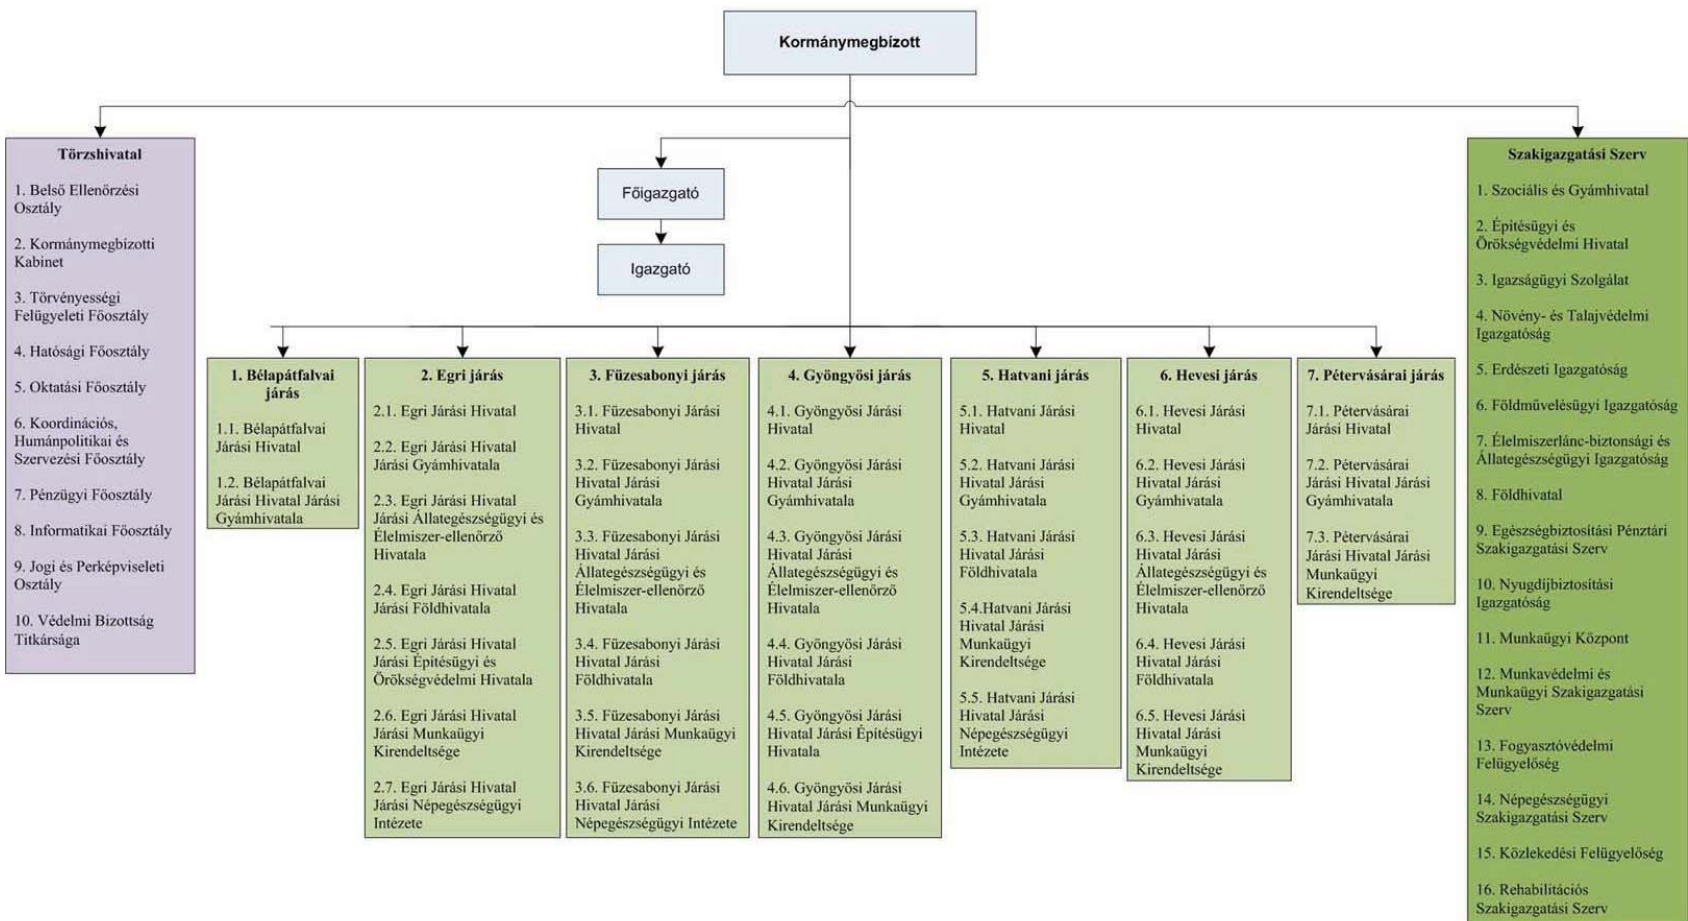 Kormánymegbízott
Törzshivatal
1. Belső Ellenőrzési
Osztály
2. Kormánymegbízotti
Kabinet
3. Törvényességi
Felügyeleti Főosztály
4. Hatósági Főosztály
5. Oktatási Főosztály
6. Koordinációs,
Humánpolitikai és
Szervezési Főosztály
7. Pénzügyi Főosztály
8. Informatikai Főosztály
9. Jogi és Perképviseleti
Osztály
10. Védelmi Bizottság
Titkársága
Főigazgató
Igazgató
1. Bélapátfalvai
járás
1.1. Bélapátfalvai
Járási Hivatal
1.2. Bélapátfalvai
Járási Hivatal Járási
Gyámhivatala
2. Egri járás
2.1. Egri Járási Hivatal
2.2. Egri Járási Hivatal
Járási Gyámhivatala
2.3. Egri Járási Hivatal
Járási Állategészségügyi és
Élelmiszer-ellenőrző
Hivatala
2.4. Egri Járási Hivatal
Járási Földhivatala
2.5. Egri Járási Hivatal
Járási Építésügyi és
Örökségvédelmi Hivatala
2.6. Egri Járási Hivatal
Járási Munkaügyi
Kirendeltsége
2.7. Egri Járási Hivatal
Járási Népegészségügyi
Intézete
3. Füzesabonyi járás
3.1. Füzesabonyi Járási
Hivatal
3.2. Füzesabonyi Járási
Hivatal Járási
Gyámhivatala
3.3. Füzesabonyi Járási
Hivatal Járási
Állategészségügyi és
Élelmiszer-ellenőrző
Hivatala
3.4. Füzesabonyi Járási
Hivatal Járási
Földhivatala
3.5. Füzesabonyi Járási
Hivatal Járási Munkaügyi
Kirendeltsége
3.6. Füzesabonyi Járási
Hivatal Járási
Népegészségügyi Intézete
4. Gyöngyösi járás
4.1. Gyöngyösi Járási
Hivatal
4.2. Gyöngyösi Járási
Hivatal Járási
Gyámhivatala
4.3. Gyöngyösi Járási
Hivatal Járási
Állategészségügyi és
Élelmiszer-ellenőrző
Hivatala
4.4. Gyöngyösi Járási
Hivatal Járási
Földhivatala
4.5. Gyöngyösi Járási
Hivatal Járási Építésügyi
Hivatala
4.6. Gyöngyösi Járási
Hivatal Járási Munkaügyi
Kirendeltsége
5. Hatvani járás
5.1. Hatvani Járási
Hivatal
5.2. Hatvani Járási
Hivatal Járási
Gyámhivatala
5.3. Hatvani Járási
Hivatal Járási
Földhivatala
5.4.Hatvani Járási
Hivatal Járási
Munkaügyi
Kirendeltsége
5.5. Hatvani Járási
Hivatal Járási
Népegészségügyi
Intézete
6. Hevesi járás
6.1. Hevesi Járási
Hivatal
6.2. Hevesi Járási
Hivatal Járási
Gyámhivatala
6.3. Hevesi Járási
Hivatal Járási
Állategészségügyi és
Élelmiszer-ellenőrző
Hivatala
6.4. Hevesi Járási
Hivatal Járási
Földhivatala
6.5. Hevesi Járási
Hivatal Járási
Munkaügyi
Kirendeltsége
7. Pétervásárai járás
7.1. Pétervásárai
Járási Hivatal
7.2. Pétervásárai
Járási Hivatal Járási
Gyámhivatala
7.3. Pétervásárai
Járási Hivatal Járási
Munkaügyi
Kirendeltsége
Szakigazgatási Szerv
1. Szociális és Gyámhivatal
2. Építésügyi és
Örökségvédelmi Hivatal
3. Igazságügyi Szolgálat
4. Növény- és Talajvédelmi
Igazgatóság
5. Erdészeti Igazgatóság
6. Földművelésügyi Igazgatóság
7. Élelmiszerlánc-biztonsági és
Állategészségügyi Igazgatóság
8. Földhivatal
9. Egészségbiztosítási Pénztári
Szakigazgatási Szerv
10. Nyugdíjbiztosítási
Igazgatóság
11. Munkaügyi Központ
12. Munkavédelmi és
Munkaügyi Szakigazgatási
Szerv
13. Fogyasztóvédelmi
Felügyelőség
14. Népegészségügyi
Szakigazgatási Szerv
15. Közlekedési Felügyelőség
16. Rehabilitációs
Szakigazgatási Szerv